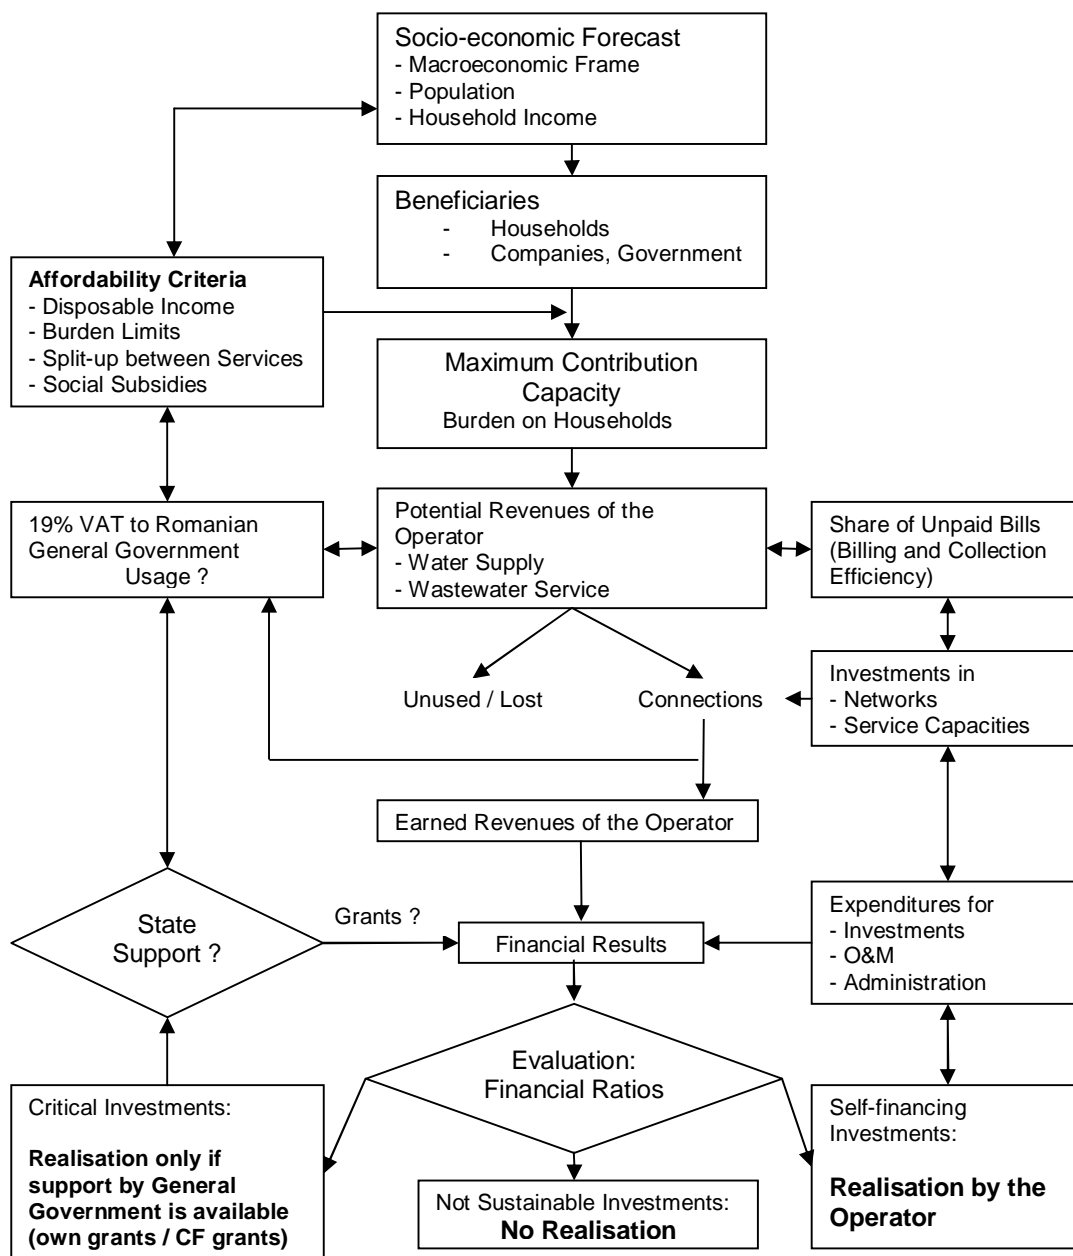 Socio-economic Forecast
- Macroeconomic Frame
- Population
- Household Income
Beneficiaries
- Households
- Companies, Government
Affordability Criteria
- Disposable Income
- Burden Limits
- Split-up between Services
- Social Subsidies
Maximum Contribution
Capacity
Burden on Households
19% VAT to Romanian
General Government
Usage ?
Potential Revenues of the
Operator
- Water Supply
- Wastewater Service
Share of Unpaid Bills
(Billing and Collection
Efficiency)
Unused / Lost
Connections
Investments in
- Networks
- Service Capacities
Earned Revenues of the Operator
State
Support ?
Grants ?
Financial Results
Expenditures for
- Investments
- O&M
- Administration
Evaluation:
Financial Ratios
Critical Investments:
Realisation only if
support by General
Government is available
(own grants / CF grants)
Not Sustainable Investments:
No Realisation
Self-financing
Investments:
Realisation by the
Operator